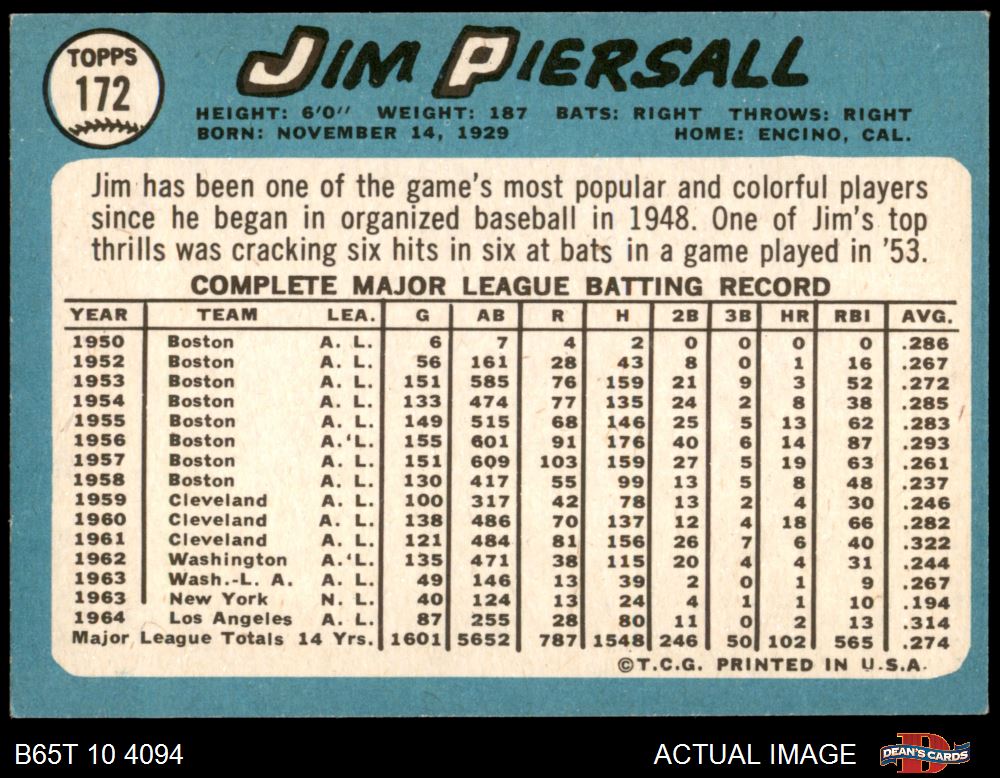 TOPPS
172
JIM PIERSALL
HEIGHT: 6'0" WEIGHT: 187 BATS: RIGHT THROWS: RIGHT
BORN: NOVEMBER 14, 1929 HOME: ENCINO, CAL.
Jim has been one of the game's most popular and colorful players
since he began in organized baseball in 1948. One of Jim's top
thrills was cracking six hits in six at bats in a game played in '53.
COMPLETE MAJOR LEAGUE BATTING RECORD
YEAR TEAM LEA. G AB R H 2B 3B HR RBI AVG.
1950 Boston A. L. 6 7 4 2 0 0 0 0 .286
1952 Boston A. L. 56 161 28 43 8 0 1 16 .267
1953 Boston A. L. 151 585 76 159 21 9 3 52 .272
1954 Boston A. L. 133 474 77 135 24 2 8 38 .285
1955 Boston A. L. 149 515 68 146 25 5 13 62 .283
1956 Boston A. L. 155 601 91 176 40 6 14 87 .293
1957 Boston A. L. 151 609 103 159 27 5 19 63 .261
1958 Boston A. L. 130 417 55 99 13 5 8 48 .237
1959 Cleveland A. L. 100 317 42 78 13 2 4 30 .246
1960 Cleveland A. L. 138 486 70 137 12 4 18 66 .282
1961 Cleveland A. L. 121 484 81 156 26 7 6 40 .322
1962 Washington A. L. 135 471 38 115 20 4 4 31 .244
1963 Wash.-L. A. A. L. 49 146 13 39 2 0 1 9 .267
1963 New York N. L. 40 124 13 24 4 1 1 10 .194
1964 Los Angeles A. L. 87 255 28 80 11 0 2 13 .314
Major League Totals 14 Yrs. 1601 5652 787 1548 246 50 102 565 .274
©T.C.G. PRINTED IN U.S.A.
B65T 10 4094 ACTUAL IMAGE D DEAN'S CARDS